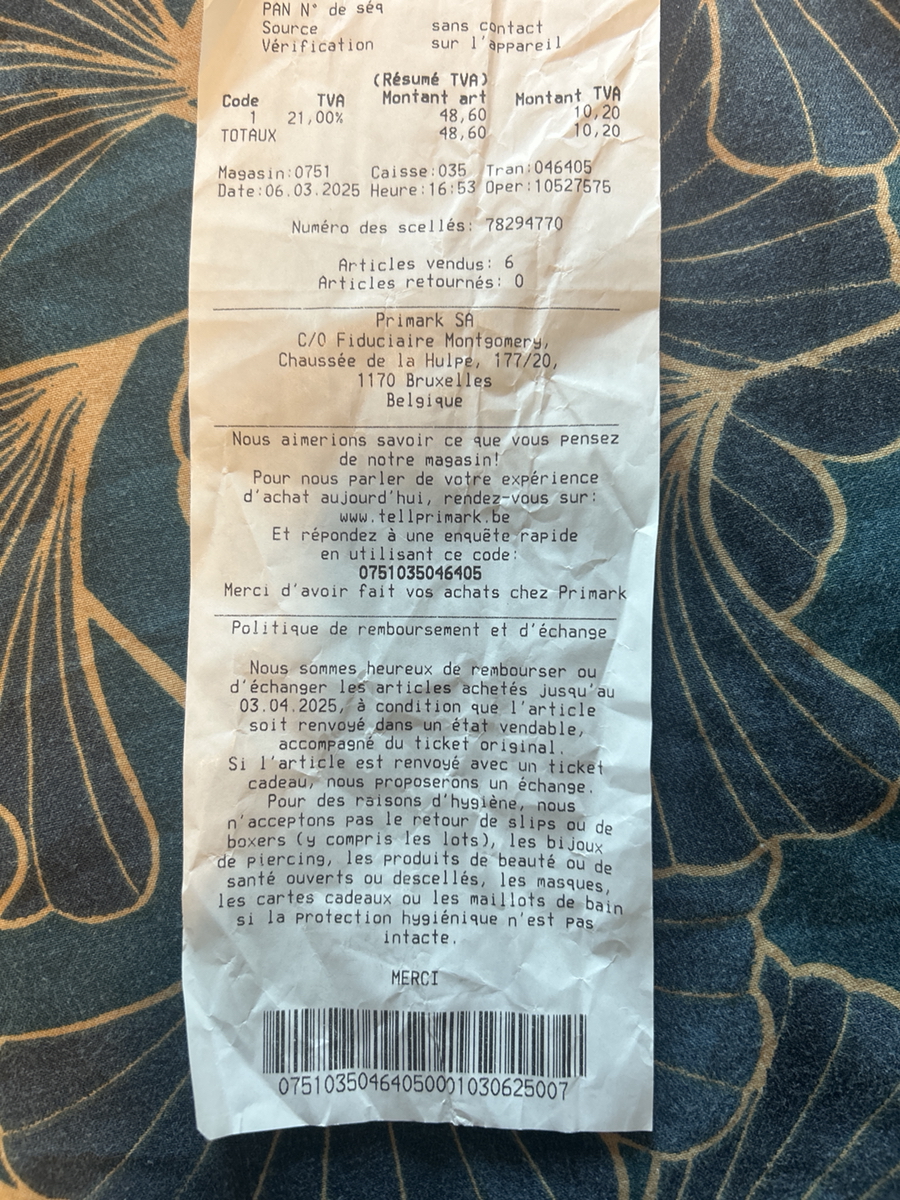 PAN N° de séq
Source sans contact
Vérification sur l'appareil
(Résumé TVA)
Code TVA Montant art Montant TVA
1 21,00% 48,60 10,20
TOTAUX 48,60 10,20
Magasin:0751 Caisse:035 Tran:046405
Date:06.03.2025 Heure:16:53 Oper:10527575
Numéro des scellés: 78294770
Articles vendus: 6
Articles retournés: 0
Primark SA
C/O Fiduciaire Montgomery,
Chaussée de la Hulpe, 177/20,
1170 Bruxelles
Belgique
Nous aimerions savoir ce que vous pensez
de notre magasin!
Pour nous parler de votre expérience
d'achat aujourd'hui, rendez-vous sur:
www.tellprimark.be
Et répondez à une enquête rapide
en utilisant ce code:
0751035046405
Merci d'avoir fait vos achats chez Primark
Politique de remboursement et d'échange
Nous sommes heureux de rembourser ou
d'échanger les articles achetés jusqu'au
03.04.2025, à condition que l'article
soit renvoyé dans un état vendable,
accompagné du ticket original.
Si l'article est renvoyé avec un ticket
cadeau, nous proposerons un échange.
Pour des raisons d'hygiène, nous
n'acceptons pas le retour de slips ou de
boxers (y compris les lots), les bijoux
de piercing, les produits de beauté ou de
santé ouverts ou descellés, les masques,
les cartes cadeaux ou les maillots de bain
si la protection hygiénique n'est pas
intacte.
MERCI
07510350464050001030625007